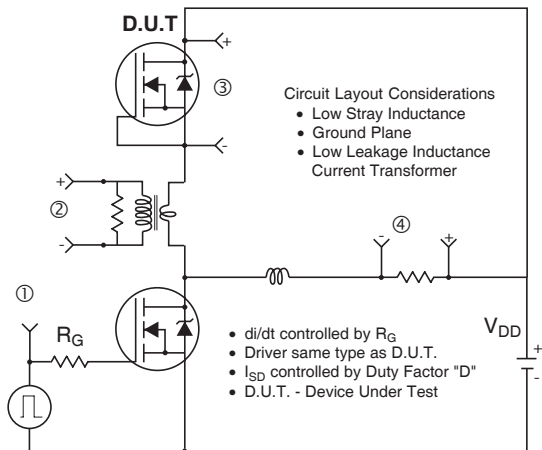 D.U.T
+
③
-
Circuit Layout Considerations
• Low Stray Inductance
• Ground Plane
• Low Leakage Inductance
Current Transformer
+
②
-
④
- +
①
R_G
V_DD
+
-
• di/dt controlled by R_G
• Driver same type as D.U.T.
• I_SD controlled by Duty Factor "D"
• D.U.T. - Device Under Test